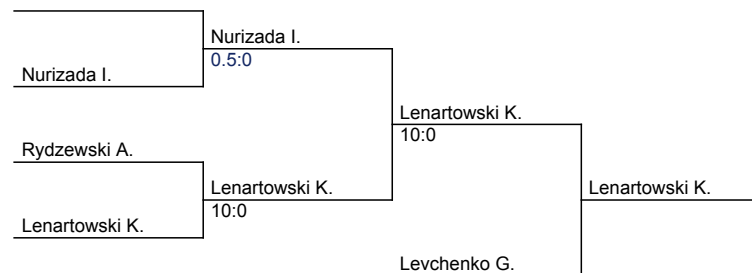 Nurizada I.
0.5:0
Nurizada I.
Lenartowski K.
10:0
Rydzewski A.
Lenartowski K.
10:0
Lenartowski K.
Lenartowski K.
Levchenko G.